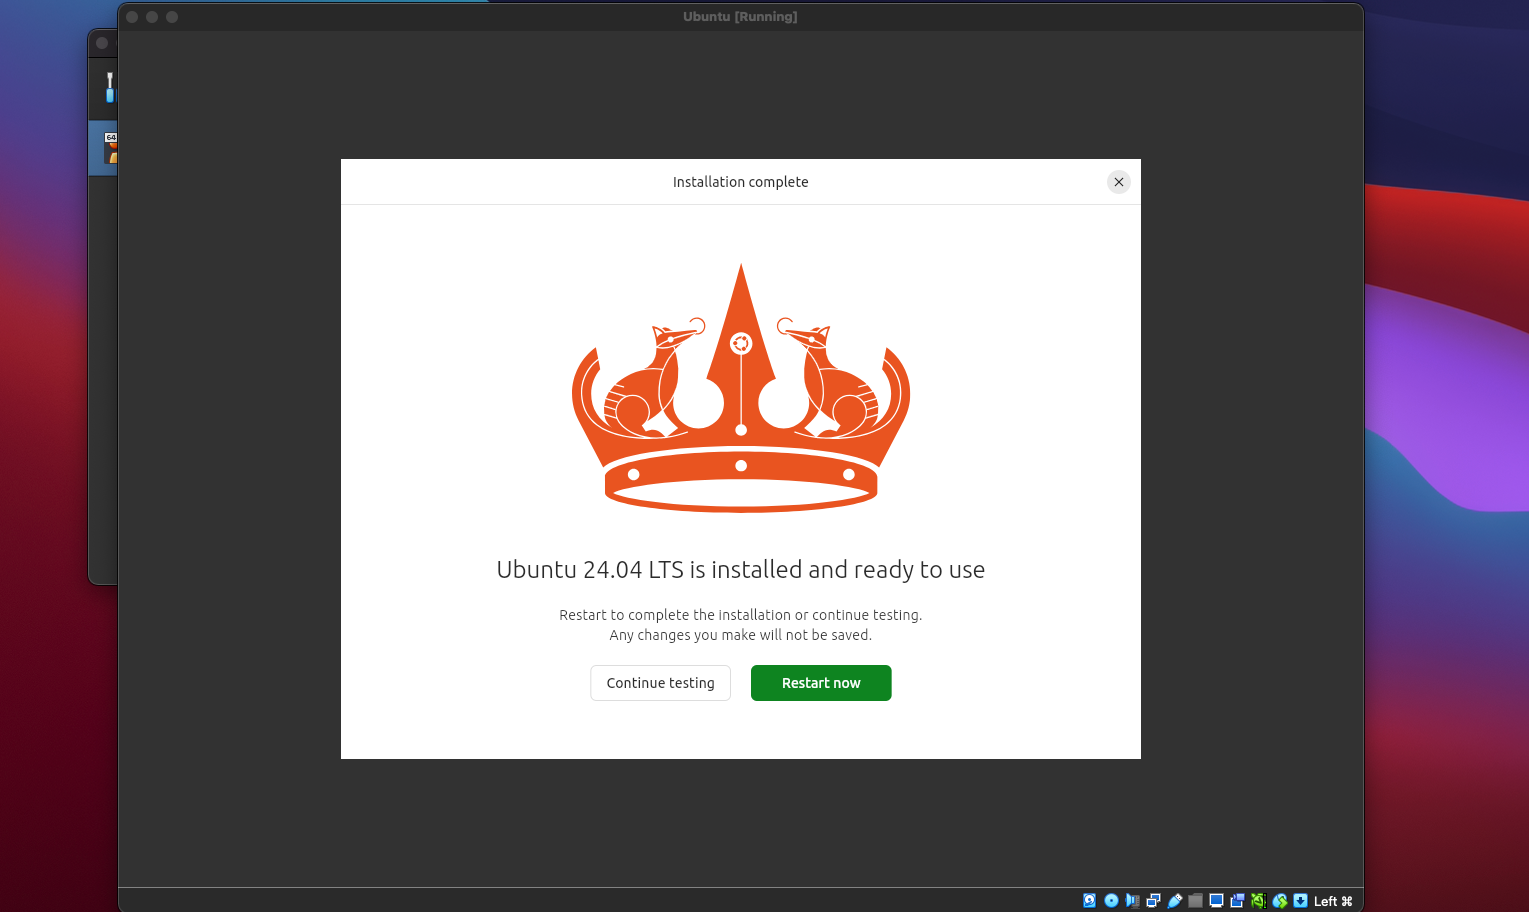 Ubuntu [Running]
64
Installation complete
Ubuntu 24.04 LTS is installed and ready to use
Restart to complete the installation or continue testing.
Any changes you make will not be saved.
Continue testing
Restart now
Left ⌘